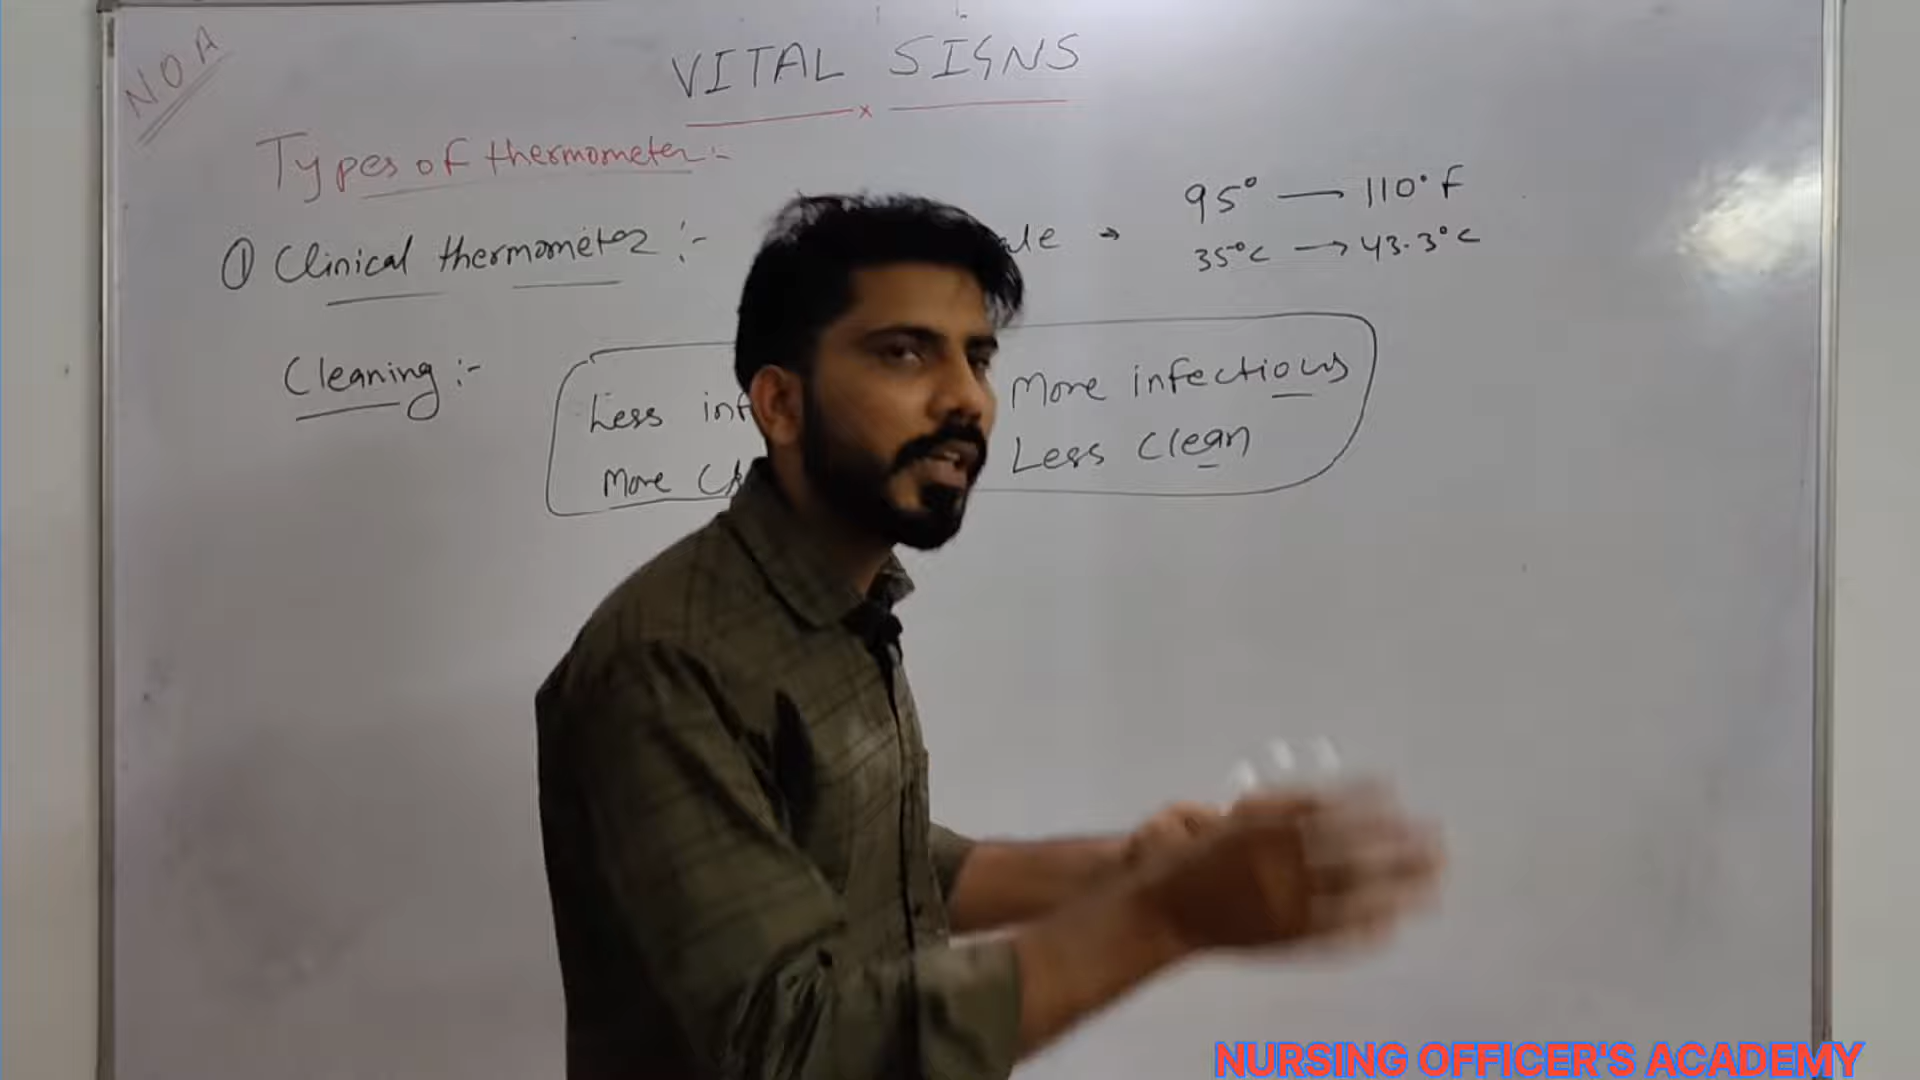 NOA
VITAL SIGNS
x
Types of thermometer :-
① Clinical thermometer :- → 95° — 110°F
35°C → 43.3°C
Cleaning :-
Less More infectious
More Less clean
NURSING OFFICER'S ACADEMY